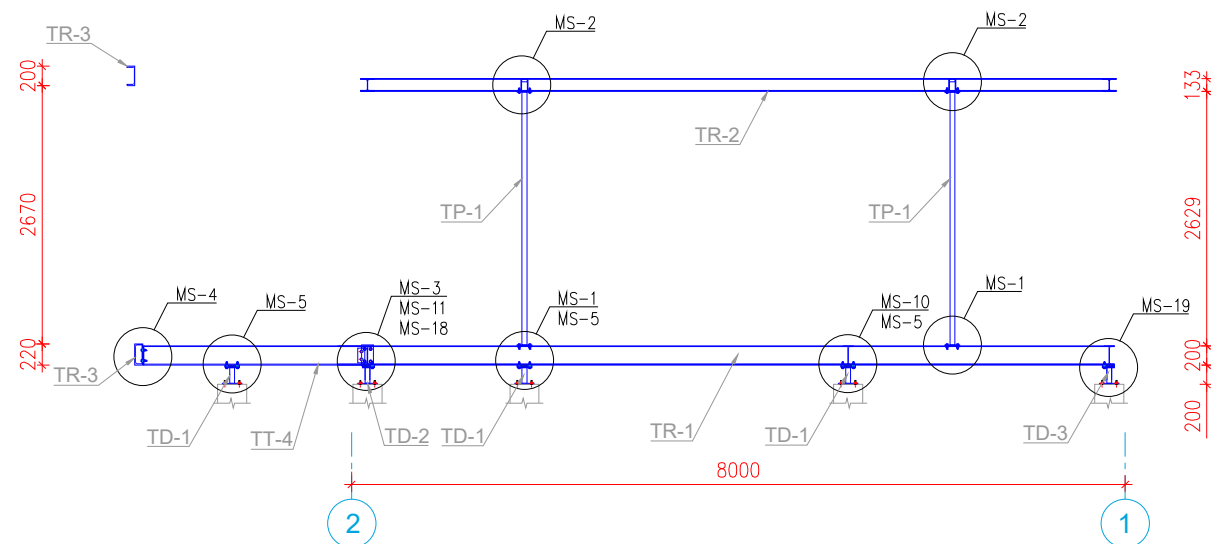 MS-2
MS-2
TR-3
200
133
TR-2
TP-1
TP-1
2670
2629
MS-4
MS-5
MS-3
MS-11
MS-18
MS-1
MS-5
MS-10
MS-5
MS-1
MS-19
220
200
TR-3
200
TD-1
TT-4
TD-2
TD-1
TR-1
TD-1
TD-3
8000
2
1